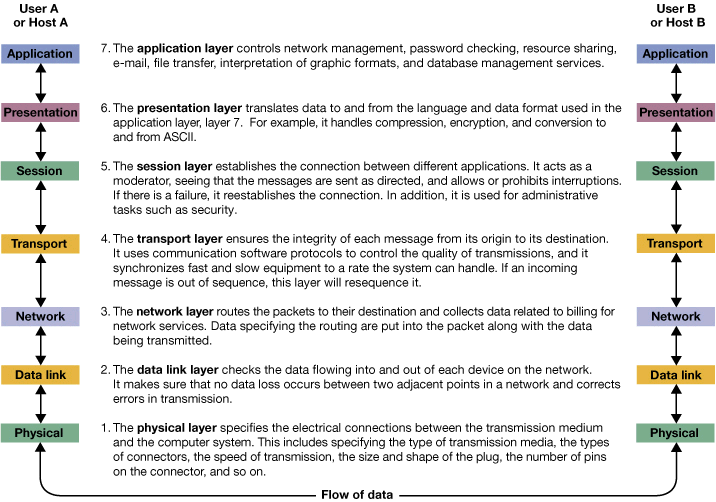 User A
or Host A
User B
or Host B
Application
7. The application layer controls network management, password checking, resource sharing,
e-mail, file transfer, interpretation of graphic formats, and database management services.
Application
Presentation
6. The presentation layer translates data to and from the language and data format used in the
application layer, layer 7. For example, it handles compression, encryption, and conversion to
and from ASCII.
Presentation
Session
5. The session layer establishes the connection between different applications. It acts as a
moderator, seeing that the messages are sent as directed, and allows or prohibits interruptions.
If there is a failure, it reestablishes the connection. In addition, it is used for administrative
tasks such as security.
Session
Transport
4. The transport layer ensures the integrity of each message from its origin to its destination.
It uses communication software protocols to control the quality of transmissions, and it
synchronizes fast and slow equipment to a rate the system can handle. If an incoming
message is out of sequence, this layer will resequence it.
Transport
Network
3. The network layer routes the packets to their destination and collects data related to billing for
network services. Data specifying the routing are put into the packet along with the data
being transmitted.
Network
Data link
2. The data link layer checks the data flowing into and out of each device on the network.
It makes sure that no data loss occurs between two adjacent points in a network and corrects
errors in transmission.
Data link
Physical
1. The physical layer specifies the electrical connections between the transmission medium
and the computer system. This includes specifying the type of transmission media, the types
of connectors, the speed of transmission, the size and shape of the plug, the number of pins
on the connector, and so on.
Physical
Flow of data